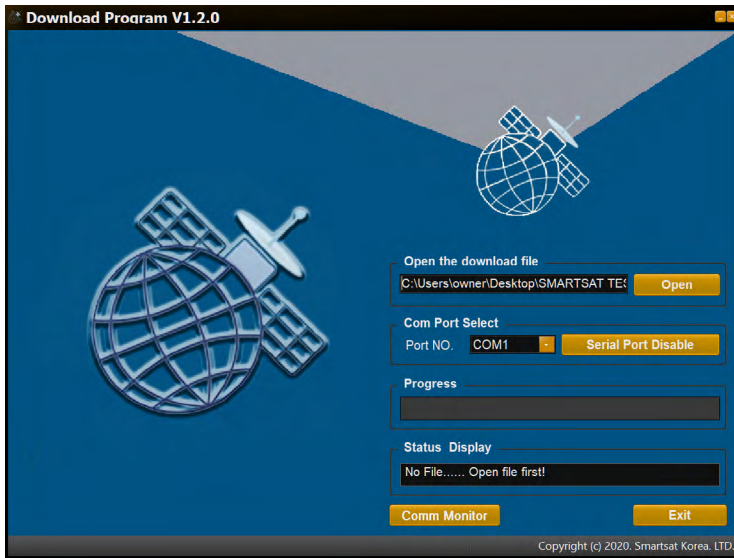 Download Program V1.2.0
Open the download file
C:\Users\owner\Desktop\SMARTSAT TES
Open
Com Port Select
Port NO. COM1 Serial Port Disable
Progress
Status Display
No File...... Open file first!
Comm Monitor
Exit
Copyright (c) 2020. Smartsat Korea. LTD.